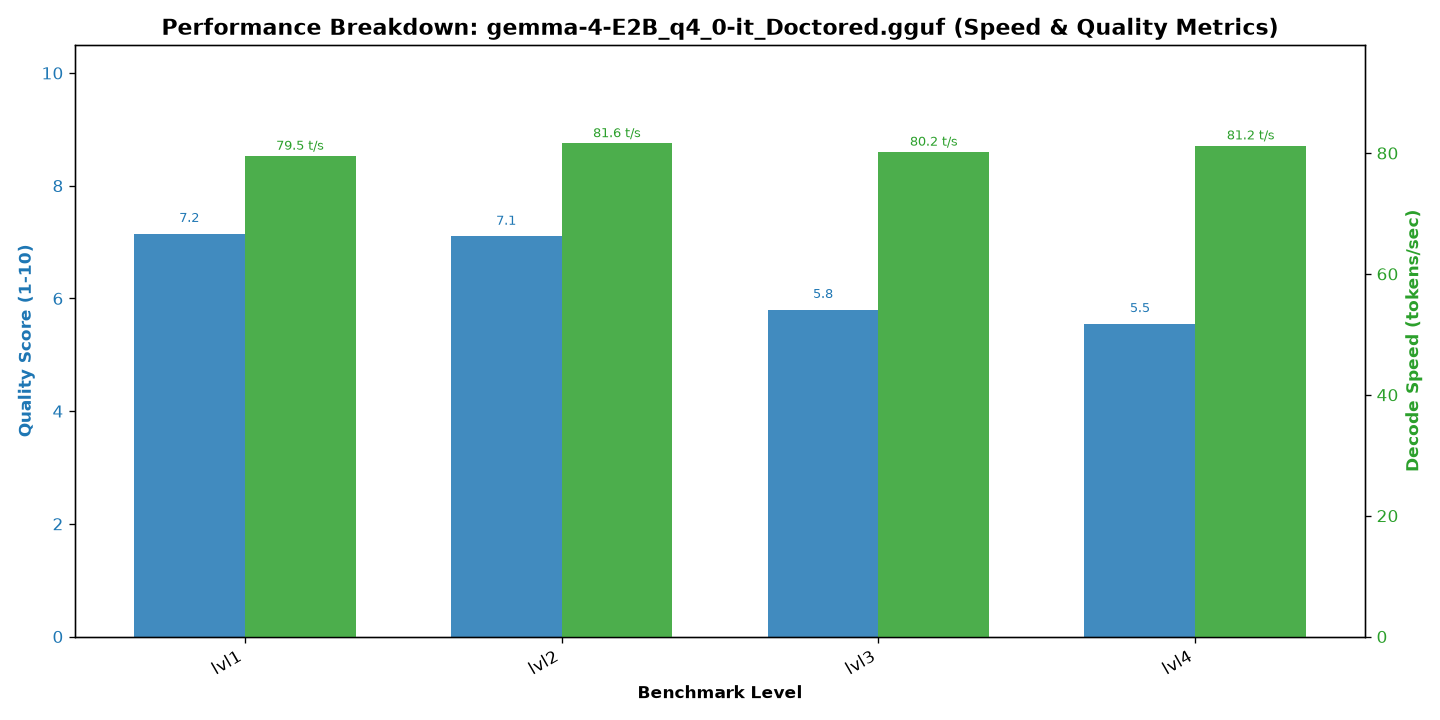 Performance Breakdown: gemma-4-E2B_q4_0-it_Doctored.gguf (Speed & Quality Metrics)
Quality Score (1-10)
10
8
6
4
2
0
7.2
79.5 t/s
7.1
81.6 t/s
5.8
80.2 t/s
5.5
81.2 t/s
80
60
40
20
0
Decode Speed (tokens/sec)
lvl1
lvl2
lvl3
lvl4
Benchmark Level